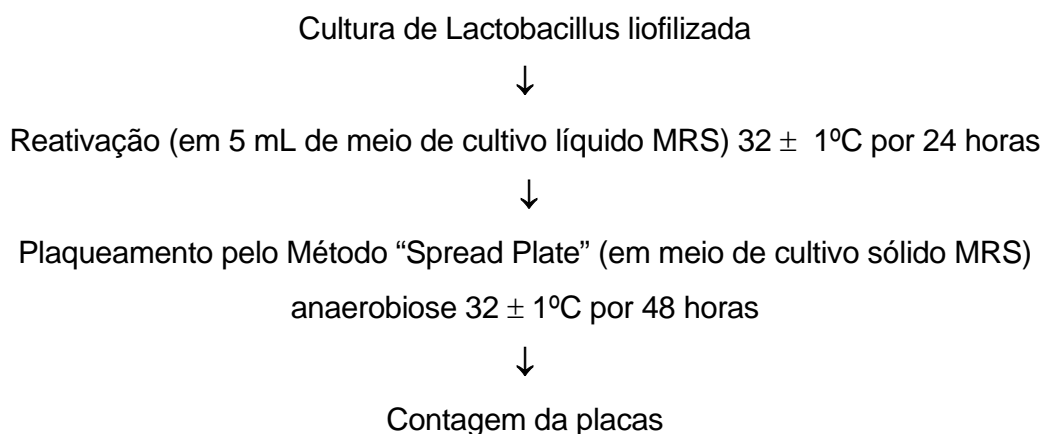 Cultura de Lactobacillus liofilizada
↓
Reativação (em 5 mL de meio de cultivo líquido MRS) 32 ± 1ºC por 24 horas
↓
Plaqueamento pelo Método “Spread Plate” (em meio de cultivo sólido MRS)
anaerobiose 32 ± 1ºC por 48 horas
↓
Contagem da placas